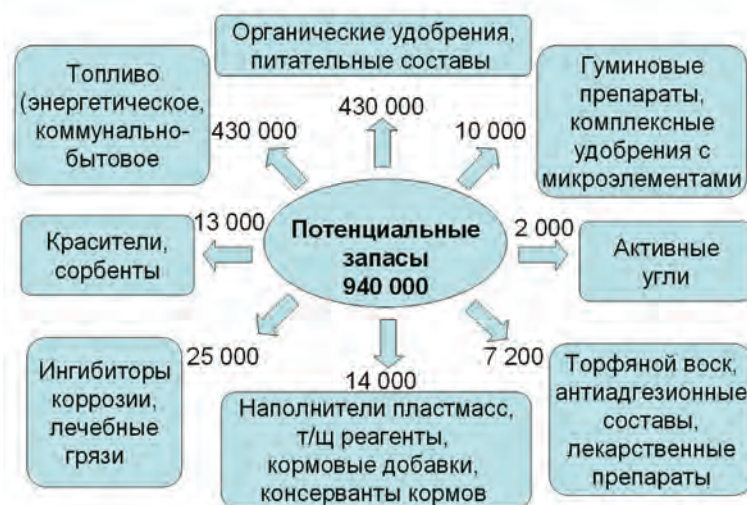 Органические удобрения,
питательные составы
Топливо
(энергетическое,
коммунально-
бытовое
430 000
430 000
10 000
Гуминовые
препараты,
комплексные
удобрения с
микроэлементами
Красители,
сорбенты
13 000
Потенциальные
запасы
940 000
2 000
Активные
угли
Ингибиторы
коррозии,
лечебные
грязи
25 000
14 000
7 200
Наполнители пластмасс,
т/щ реагенты,
кормовые добавки,
консерванты кормов
Торфяной воск,
антиадгезионные
составы,
лекарственные
препараты